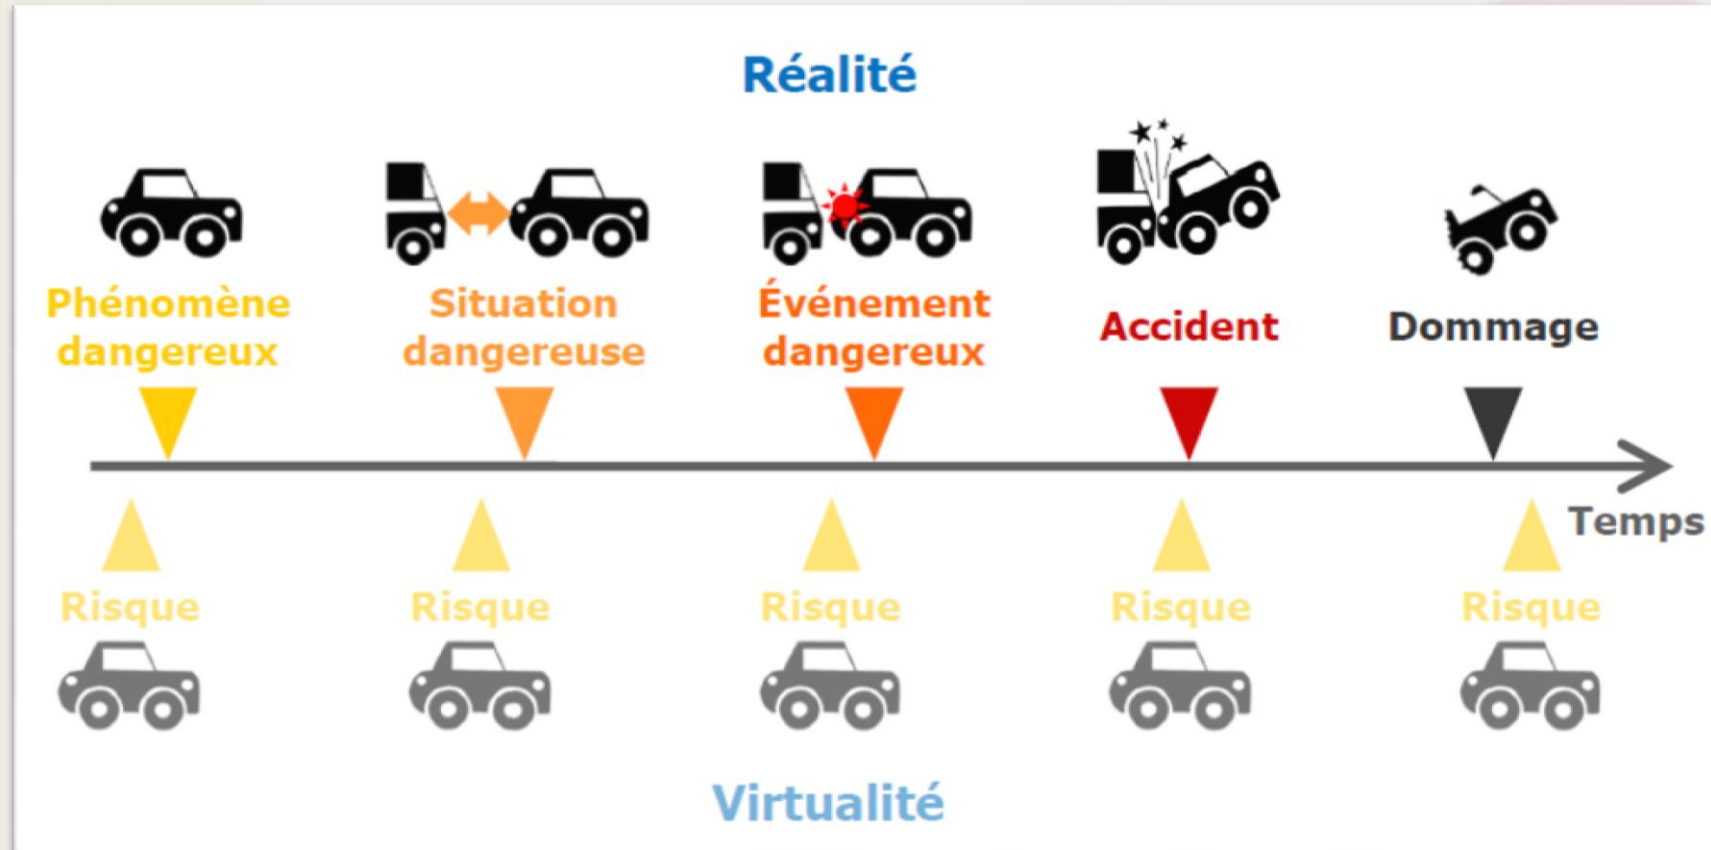 Réalité
Phénomène
dangereux
Situation
dangereuse
Événement
dangereux
Accident
Dommage
Temps
Risque
Risque
Risque
Risque
Risque
Virtualité